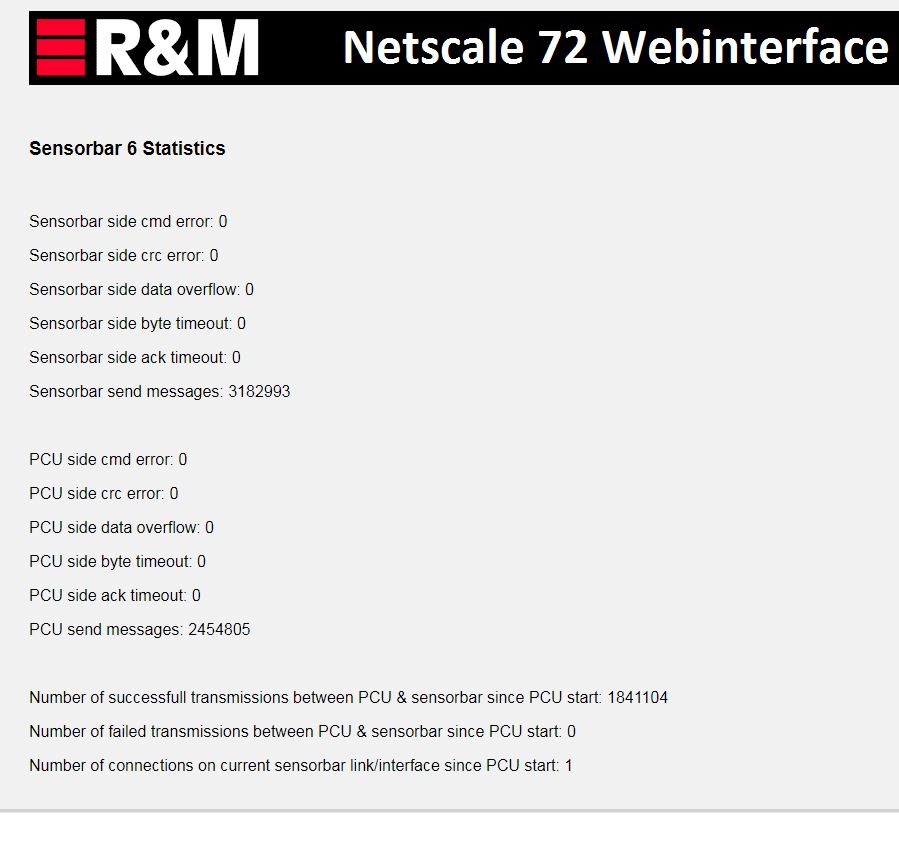 R&M Netscale 72 Webinterface
Sensorbar 6 Statistics
Sensorbar side cmd error: 0
Sensorbar side crc error: 0
Sensorbar side data overflow: 0
Sensorbar side byte timeout: 0
Sensorbar side ack timeout: 0
Sensorbar send messages: 3182993
PCU side cmd error: 0
PCU side crc error: 0
PCU side data overflow: 0
PCU side byte timeout: 0
PCU side ack timeout: 0
PCU send messages: 2454805
Number of successfull transmissions between PCU & sensorbar since PCU start: 1841104
Number of failed transmissions between PCU & sensorbar since PCU start: 0
Number of connections on current sensorbar link/interface since PCU start: 1